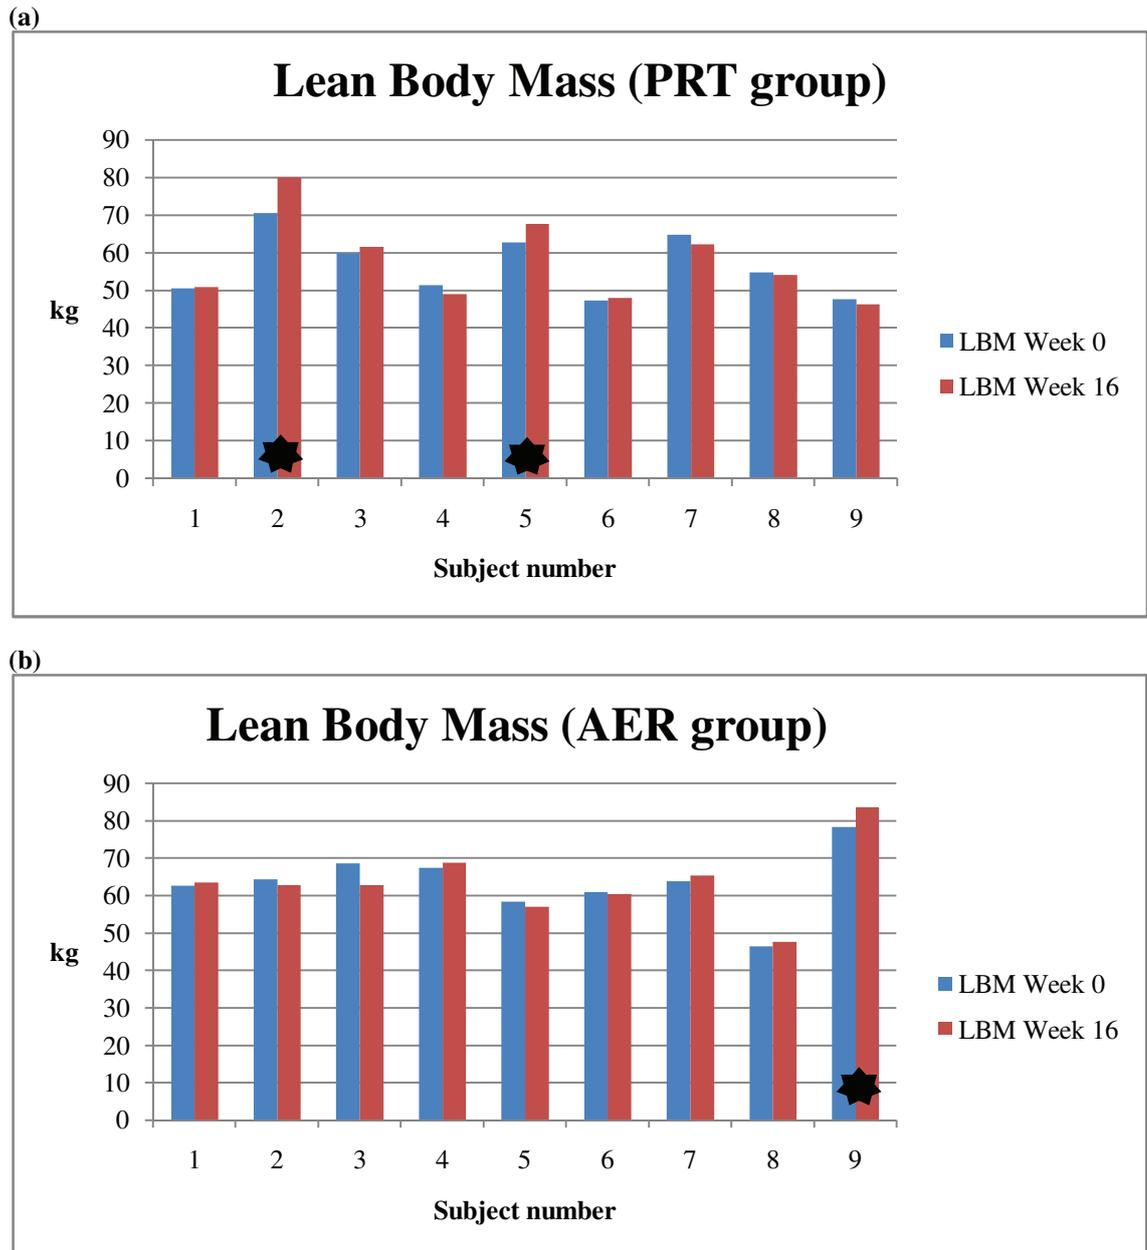 (a)
Lean Body Mass (PRT group)
90
80
70
60
50
40
30
20
10
0
kg
LBM Week 0
LBM Week 16
1 2 3 4 5 6 7 8 9
Subject number
(b)
Lean Body Mass (AER group)
90
80
70
60
50
40
30
20
10
0
kg
LBM Week 0
LBM Week 16
1 2 3 4 5 6 7 8 9
Subject number